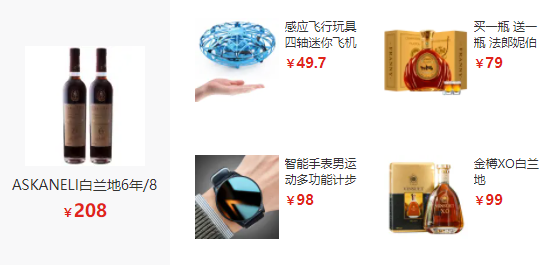 ASKANELI白兰地6年/8
￥208
感应飞行玩具
四轴迷你飞机
￥49.7
买一瓶 送一
瓶 法郎妮伯
￥79
智能手表男运
动多功能计步
￥98
金樽XO白兰
地
￥99